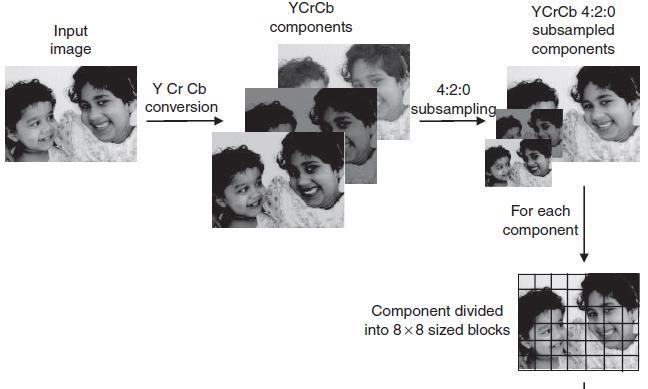 Input
image
Y Cr Cb
conversion
YCrCb
components
4:2:0
subsampling
YCrCb 4:2:0
subsampled
components
For each
component
Component divided
into 8×8 sized blocks